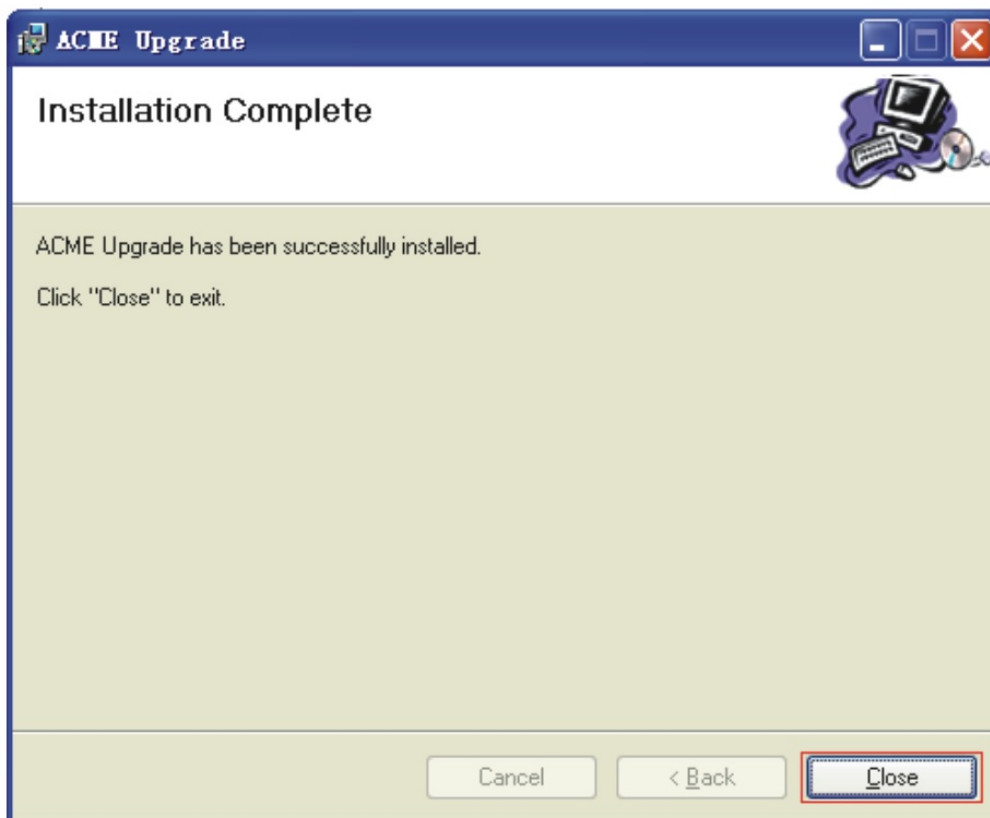 ACME Upgrade
Installation Complete
ACME Upgrade has been successfully installed.
Click "Close" to exit.
Cancel
< Back
Close